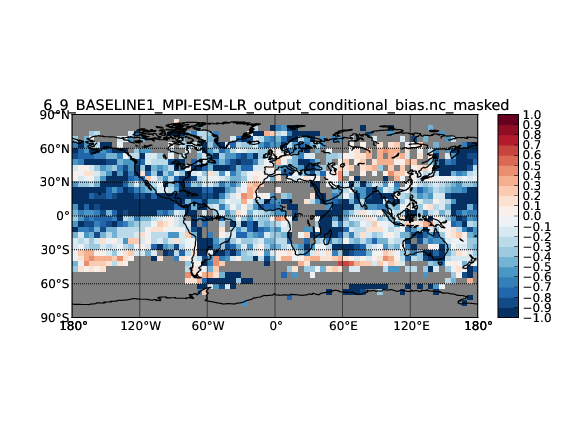 6_9_BASELINE1_MPI-ESM-LR_output_conditional_bias.nc_masked
90°N
60°N
30°N
0°
30°S
60°S
90°S
180°
120°W
60°W
0°
60°E
120°E
180°
1.0
0.9
0.8
0.7
0.6
0.5
0.4
0.3
0.2
0.1
0.0
−0.1
−0.2
−0.3
−0.4
−0.5
−0.6
−0.7
−0.8
−0.9
−1.0